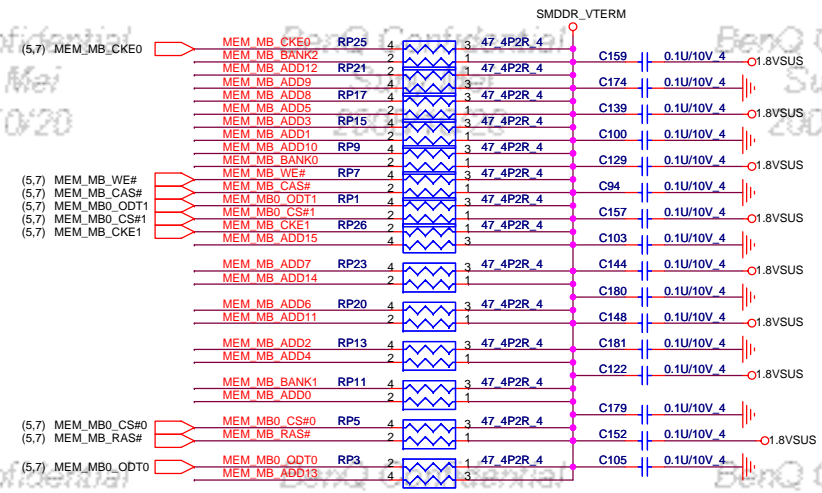 SMDDR_VTERM
(5,7) MEM_MB_CKE0 MEM_MB_CKE0 RP25 4 3 47_4P2R_4
MEM_MB_BANK2 2 1 C159 0.1U/10V_4 1.8VSUS
MEM_MB_ADD12 RP21 4 3 47_4P2R_4
MEM_MB_ADD9 2 1 C174 0.1U/10V_4
MEM_MB_ADD8 RP17 4 3 47_4P2R_4
MEM_MB_ADD5 2 1 C139 0.1U/10V_4 1.8VSUS
MEM_MB_ADD3 RP15 4 3 47_4P2R_4
MEM_MB_ADD1 2 1 C100 0.1U/10V_4
MEM_MB_ADD10 RP9 4 3 47_4P2R_4
MEM_MB_BANK0 2 1 C129 0.1U/10V_4 1.8VSUS
(5,7) MEM_MB_WE# MEM_MB_WE# RP7 4 3 47_4P2R_4
(5,7) MEM_MB_CAS# MEM_MB_CAS# 2 1 C94 0.1U/10V_4
(5,7) MEM_MB0_ODT1 MEM_MB0_ODT1 RP1 4 3 47_4P2R_4
(5,7) MEM_MB0_CS#1 MEM_MB0_CS#1 2 1 C157 0.1U/10V_4 1.8VSUS
(5,7) MEM_MB_CKE1 MEM_MB_CKE1 RP26 2 1 47_4P2R_4
MEM_MB_ADD15 4 3 C103 0.1U/10V_4
MEM_MB_ADD7 RP23 4 3 47_4P2R_4 C144 0.1U/10V_4 1.8VSUS
MEM_MB_ADD14 2 1
C180 0.1U/10V_4
MEM_MB_ADD6 RP20 4 3 47_4P2R_4
MEM_MB_ADD11 2 1 C148 0.1U/10V_4 1.8VSUS
MEM_MB_ADD2 RP13 4 3 47_4P2R_4 C181 0.1U/10V_4
MEM_MB_ADD4 2 1
C122 0.1U/10V_4 1.8VSUS
MEM_MB_BANK1 RP11 4 3 47_4P2R_4
MEM_MB_ADD0 2 1
C179 0.1U/10V_4
(5,7) MEM_MB0_CS#0 MEM_MB0_CS#0 RP5 4 3 47_4P2R_4
(5,7) MEM_MB_RAS# MEM_MB_RAS# 2 1 C152 0.1U/10V_4 1.8VSUS
(5,7) MEM_MB0_ODT0 MEM_MB0_ODT0 RP3 2 1 47_4P2R_4 C105 0.1U/10V_4
MEM_MB_ADD13 4 3